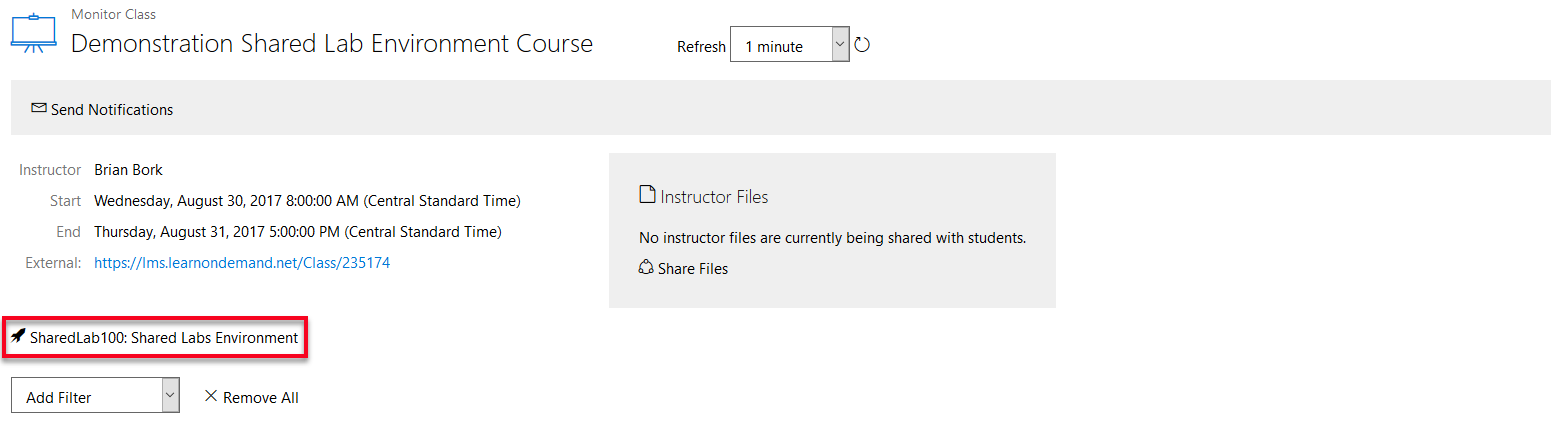 Monitor Class
Demonstration Shared Lab Environment Course
Refresh 1 minute
Send Notifications
Instructor Brian Bork
Start Wednesday, August 30, 2017 8:00:00 AM (Central Standard Time)
End Thursday, August 31, 2017 5:00:00 PM (Central Standard Time)
External: https://lms.learnondemand.net/Class/235174
Instructor Files
No instructor files are currently being shared with students.
Share Files
SharedLab100: Shared Labs Environment
Add Filter Remove All